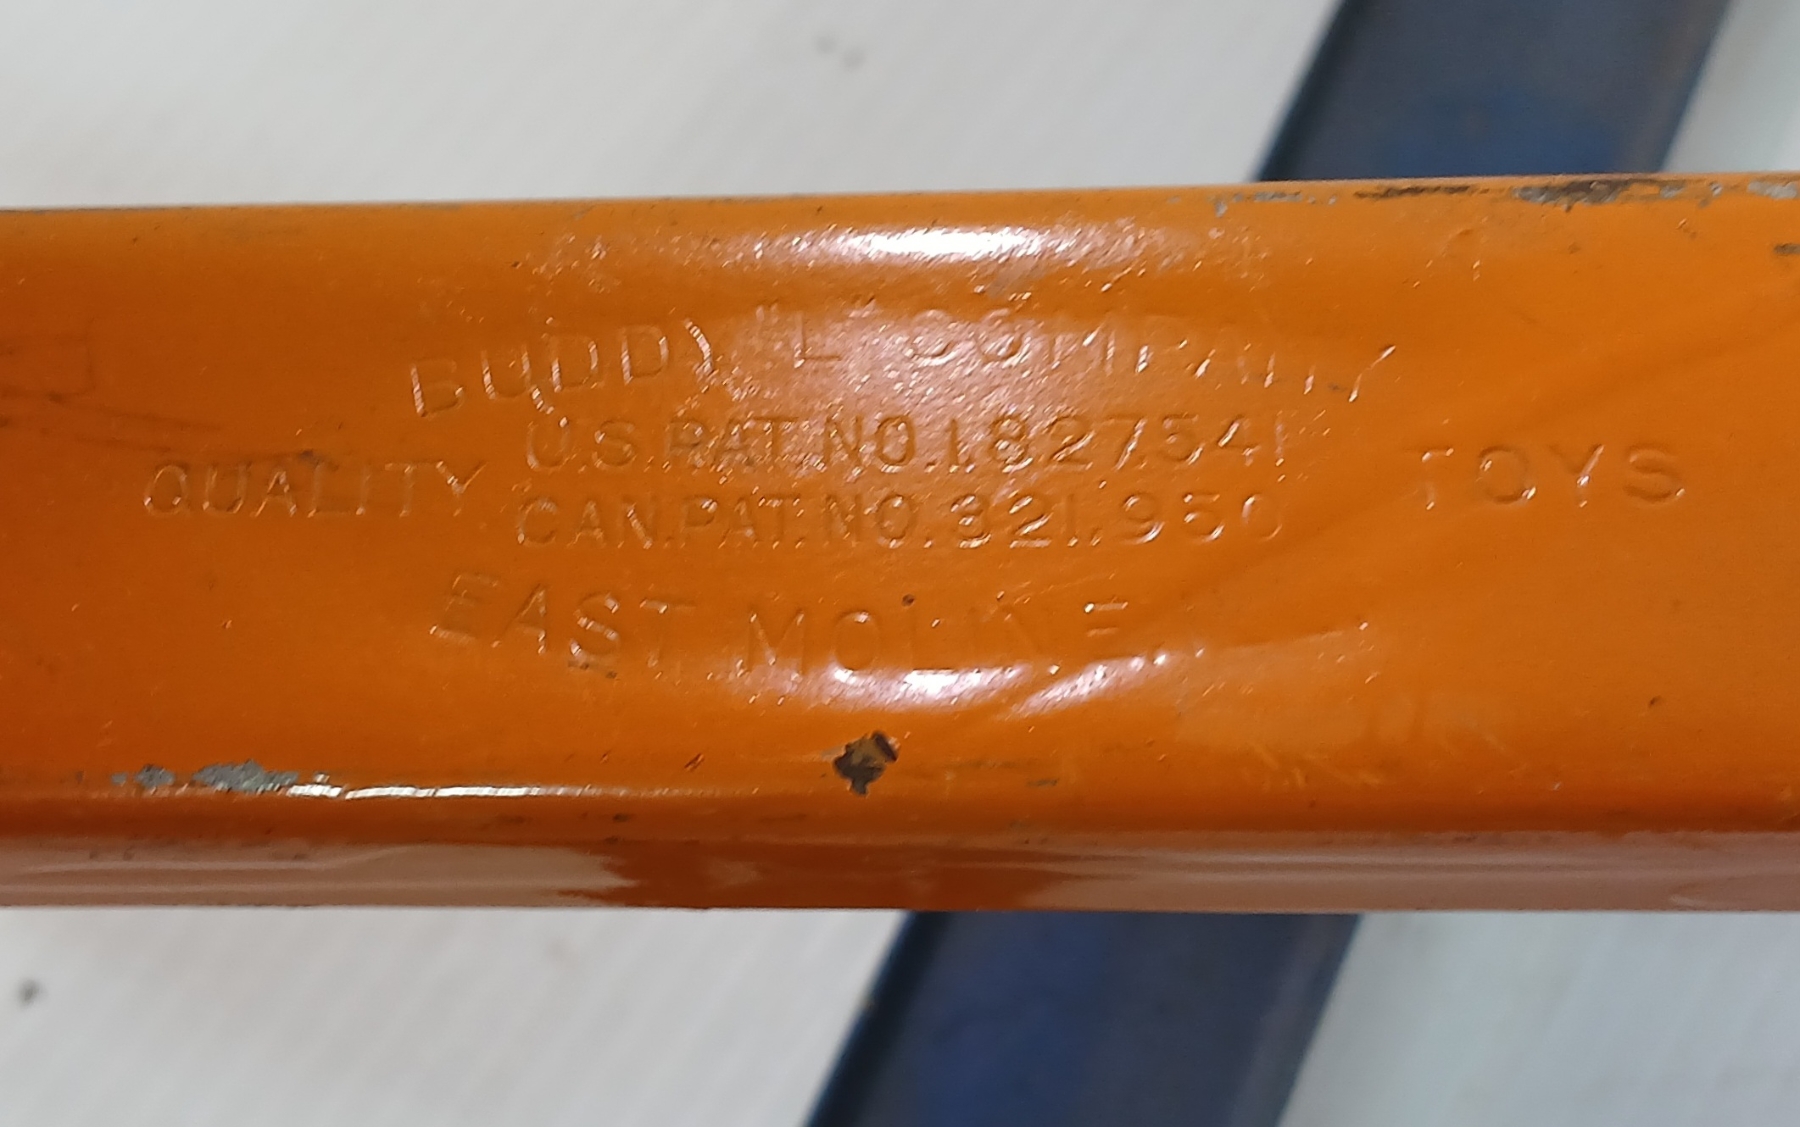 BUDDY "L" COMPANY
U.S.PAT.NO.1,827,541
QUALITY TOYS
CAN.PAT.NO.321,950
EAST MOLINE,